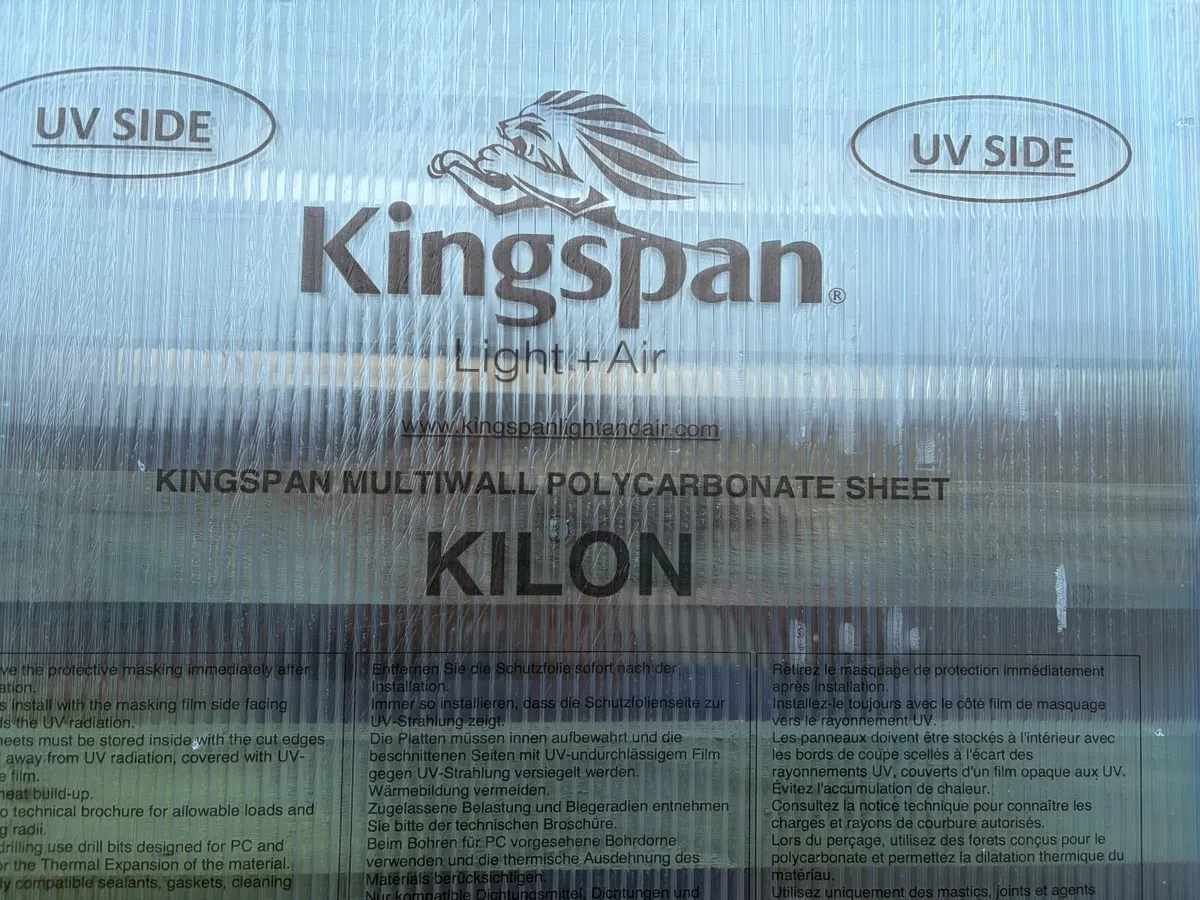 UV SIDE
UV SIDE
Kingspan®
Light + Air
www.kingspanlightandair.com
KINGSPAN MULTIWALL POLYCARBONATE SHEET
KILON
the protective masking immediately after
install with the masking film side facing
the UV-radiation.
must be stored inside with the cut edges
away from UV radiation, covered with UV-
film.
build-up.
technical brochure for allowable loads and
radii.
use drill bits designed for PC and
the Thermal Expansion of the material.
compatible sealants, gaskets, cleaning
Entfernen Sie die Schutzfolie sofort nach der
Installation.
Immer so installieren, dass die Schutzfolienseite zur
UV-Strahlung zeigt.
Die Platten müssen innen aufbewahrt und die
beschnittenen Seiten mit UV-undurchlässigem Film
gegen UV-Strahlung versiegelt werden.
Wärmebildung vermeiden.
Zugelassene Belastung und Biegeradien entnehmen
Sie bitte der technischen Broschüre.
Beim Bohren für PC vorgesehene Bohrdorne
verwenden und die thermische Ausdehnung des
Materials berücksichtigen.
Nur kompatible Dichtungsmittel, Dichtungen und
Retirez le masquage de protection immédiatement
après installation.
Installez-le toujours avec le côté film de masquage
vers le rayonnement UV.
Les panneaux doivent être stockés à l'intérieur avec
les bords de coupe scellés à l'écart des
rayonnements UV, couverts d'un film opaque aux UV.
Évitez l'accumulation de chaleur.
Consultez la notice technique pour connaître les
charges et rayons de courbure autorisés.
Lors du perçage, utilisez des forets conçus pour le
polycarbonate et permettez la dilatation thermique du
matériau.
Utilisez uniquement des mastics, joints et agents